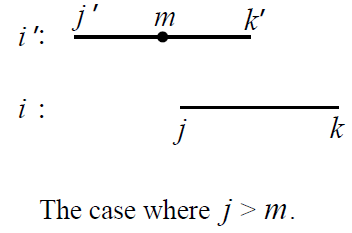 i′: j′ m k′
i : j k
The case where j > m.